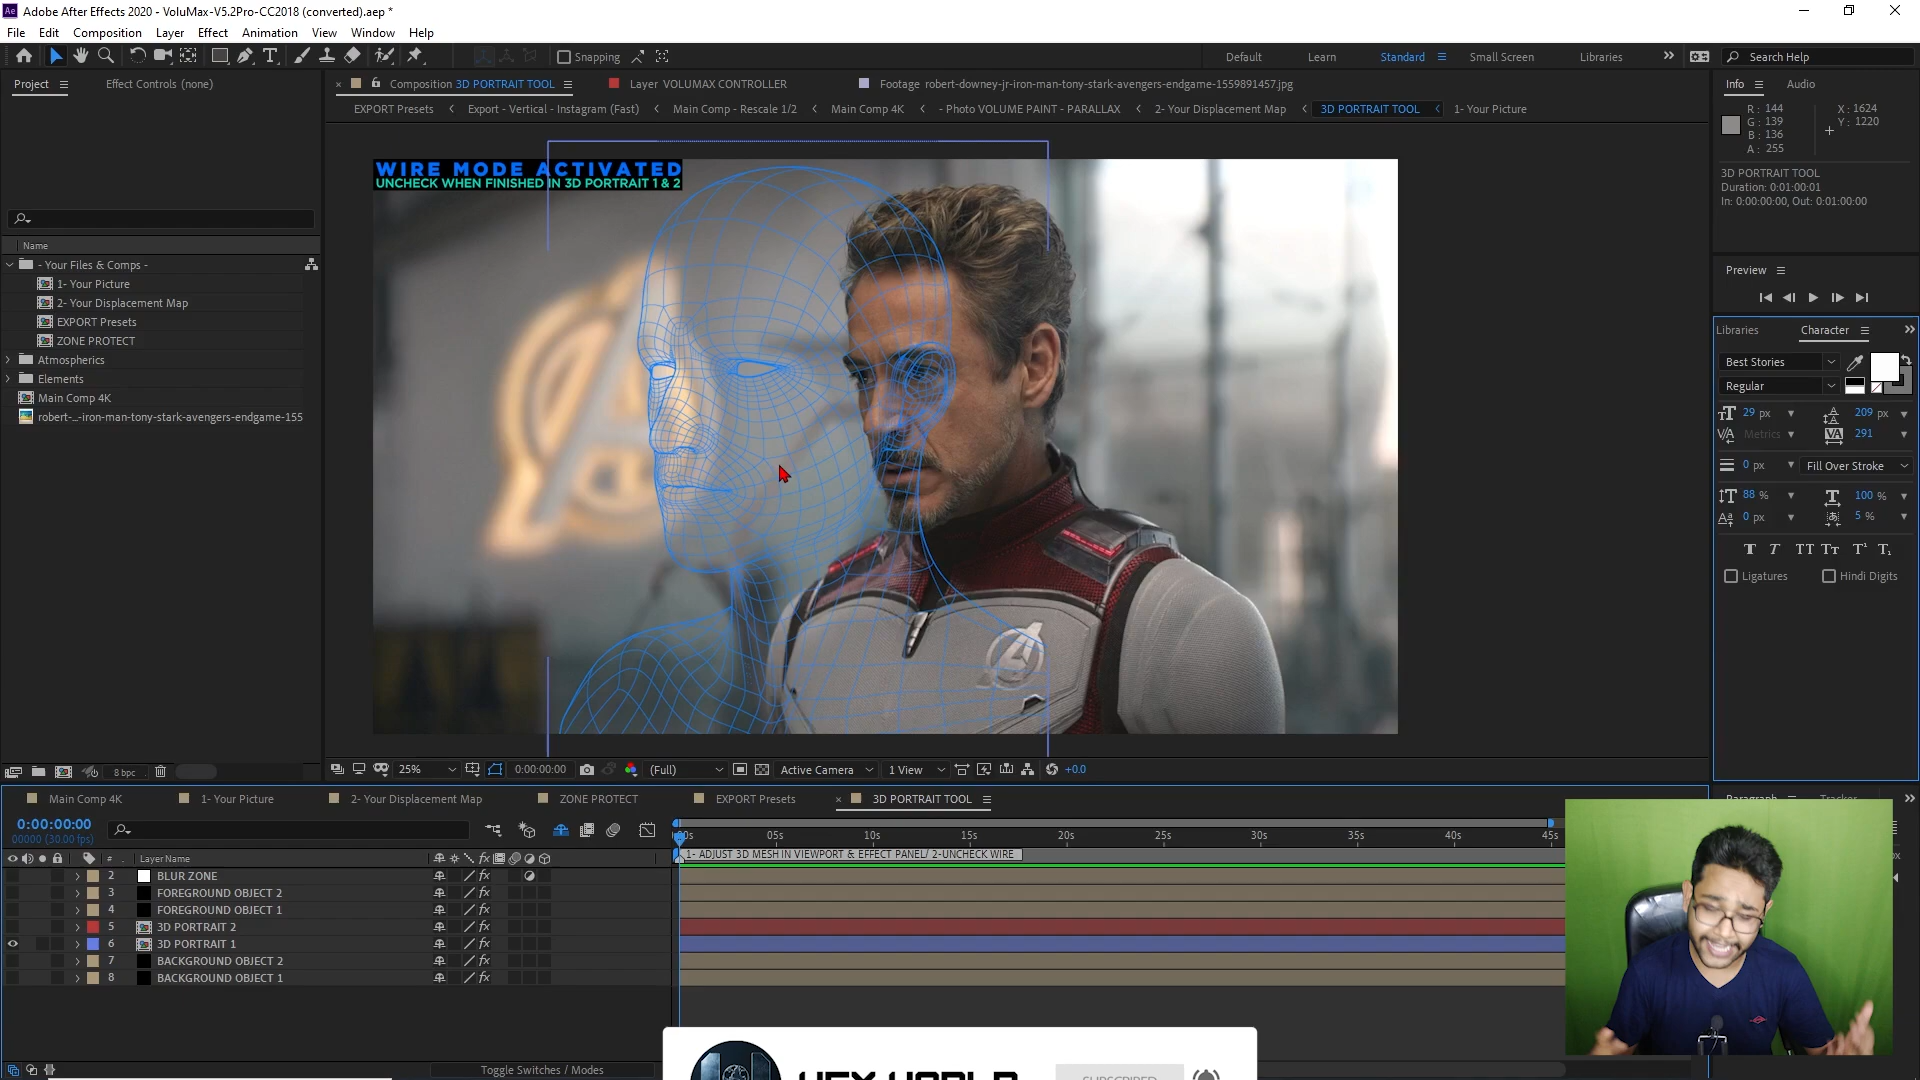 Ae Adobe After Effects 2020 - VoluMax-V5.2Pro-CC2018 (converted).aep *
File Edit Composition Layer Effect Animation View Window Help
Snapping
Default Learn Standard Small Screen Libraries
Search Help
Project Effect Controls (none)
Composition 3D PORTRAIT TOOL
Layer VOLUMAX CONTROLLER
Footage robert-downey-jr-iron-man-tony-stark-avengers-endgame-1559891457.jpg
EXPORT Presets Export - Vertical - Instagram (Fast) Main Comp - Rescale 1/2 Main Comp 4K - Photo VOLUME PAINT - PARALLAX 2- Your Displacement Map 3D PORTRAIT TOOL 1- Your Picture
Info Audio
R : 144
G : 139
B : 136
A : 255
X : 1624
Y : 1220
3D PORTRAIT TOOL
Duration: 0:01:00:01
In: 0:00:00:00, Out: 0:01:00:00
Preview
Libraries Character
Best Stories
Regular
29 px 209 px
Metrics 291
0 px Fill Over Stroke
88 % 100 %
0 px 5 %
T T TT Tт T¹ T₁
Ligatures Hindi Digits
Name
- Your Files & Comps -
1- Your Picture
2- Your Displacement Map
EXPORT Presets
ZONE PROTECT
Atmospherics
Elements
Main Comp 4K
robert-...-iron-man-tony-stark-avengers-endgame-155
WIRE MODE ACTIVATED
UNCHECK WHEN FINISHED IN 3D PORTRAIT 1 & 2
8 bpc
25% 0:00:00:00 (Full) Active Camera 1 View +0.0
Main Comp 4K 1- Your Picture 2- Your Displacement Map ZONE PROTECT EXPORT Presets 3D PORTRAIT TOOL
0:00:00:00
00000 (30.00 fps)
05s 10s 15s 20s 25s 30s 35s 40s 45s
# Layer Name
1- ADJUST 3D MESH IN VIEWPORT & EFFECT PANEL/ 2-UNCHECK WIRE
2 BLUR ZONE
3 FOREGROUND OBJECT 2
4 FOREGROUND OBJECT 1
5 3D PORTRAIT 2
6 3D PORTRAIT 1
7 BACKGROUND OBJECT 2
8 BACKGROUND OBJECT 1
Toggle Switches / Modes
SUBSCRIBED